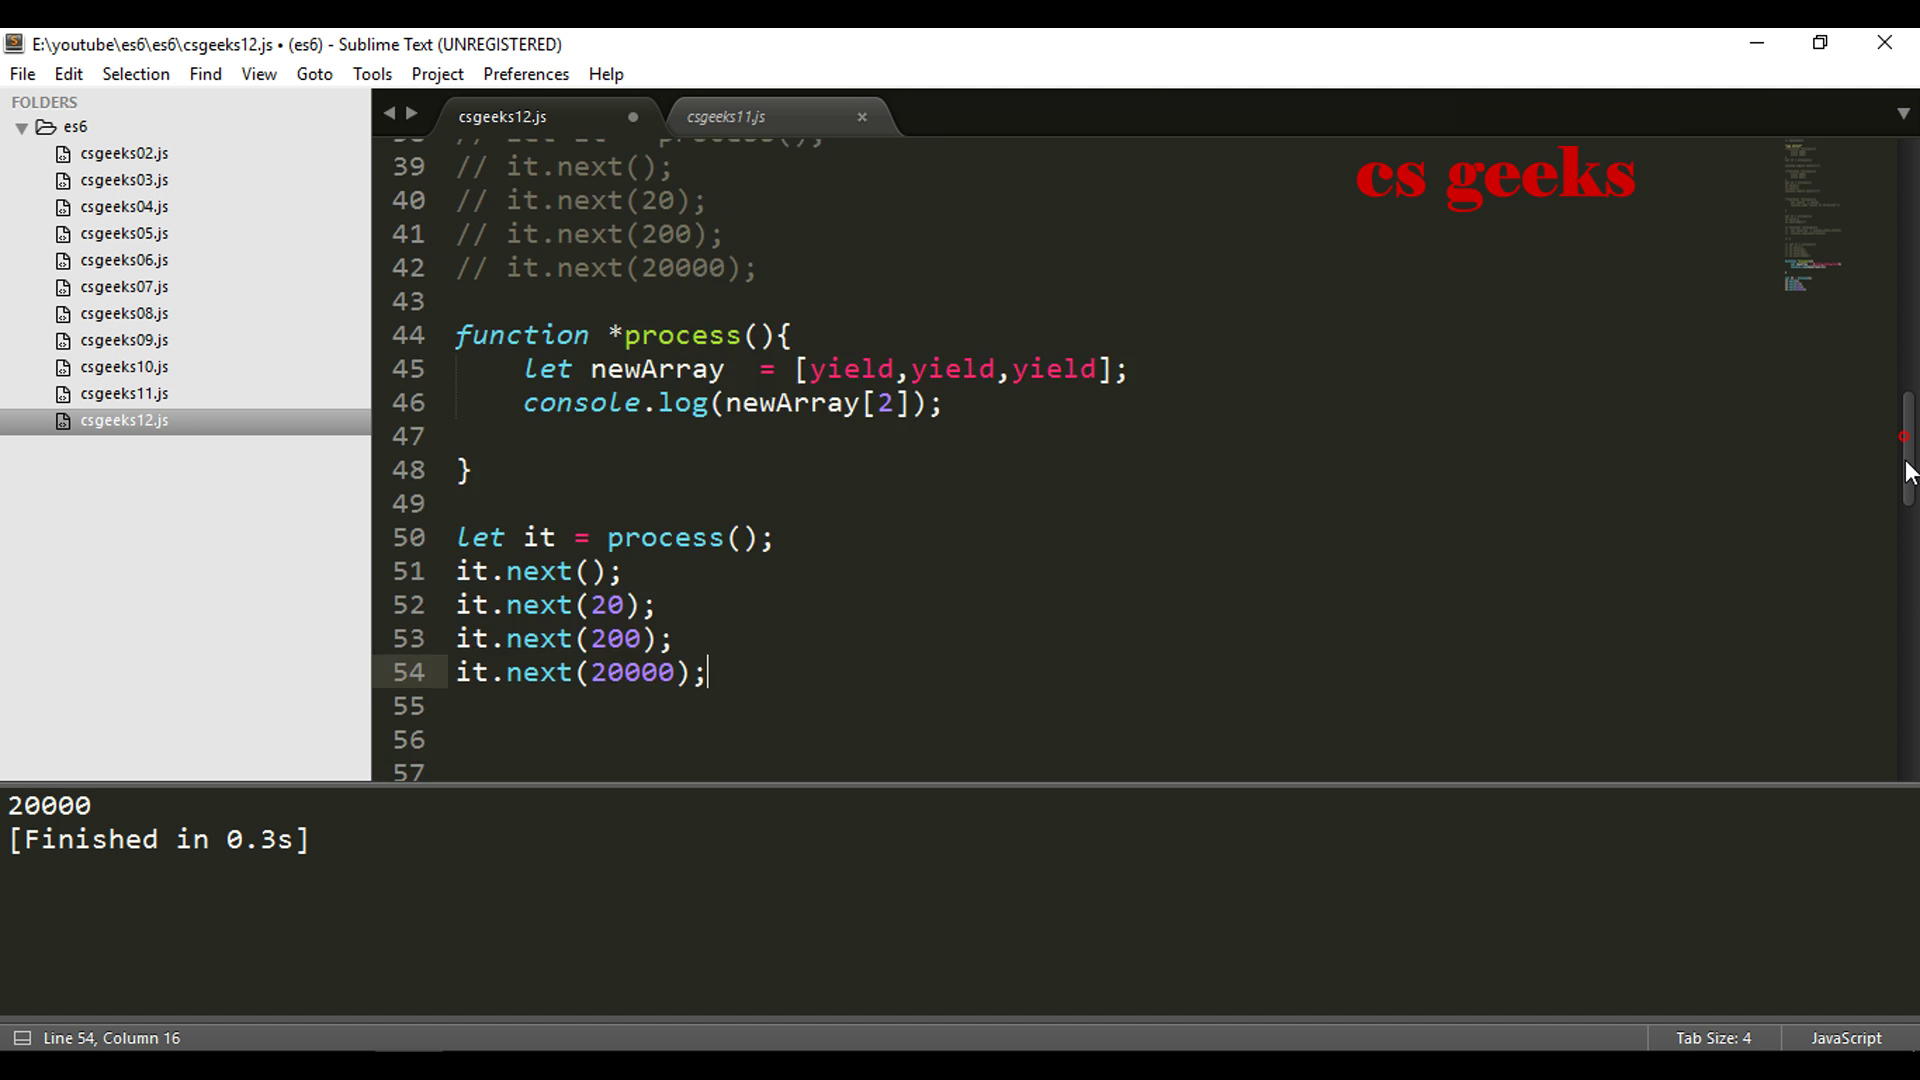 E:\youtube\es6\es6\csgeeks12.js • (es6) - Sublime Text (UNREGISTERED)
File Edit Selection Find View Goto Tools Project Preferences Help
FOLDERS
es6
csgeeks02.js
csgeeks03.js
csgeeks04.js
csgeeks05.js
csgeeks06.js
csgeeks07.js
csgeeks08.js
csgeeks09.js
csgeeks10.js
csgeeks11.js
csgeeks12.js
csgeeks12.js csgeeks11.js
cs geeks
38 // let it = process();
39 // it.next();
40 // it.next(20);
41 // it.next(200);
42 // it.next(20000);
43
44 function *process(){
45 let newArray  = [yield,yield,yield];
46 console.log(newArray[2]);
47
48 }
49
50 let it = process();
51 it.next();
52 it.next(20);
53 it.next(200);
54 it.next(20000);
55
56
57
20000
[Finished in 0.3s]
Line 54, Column 16 Tab Size: 4 JavaScript